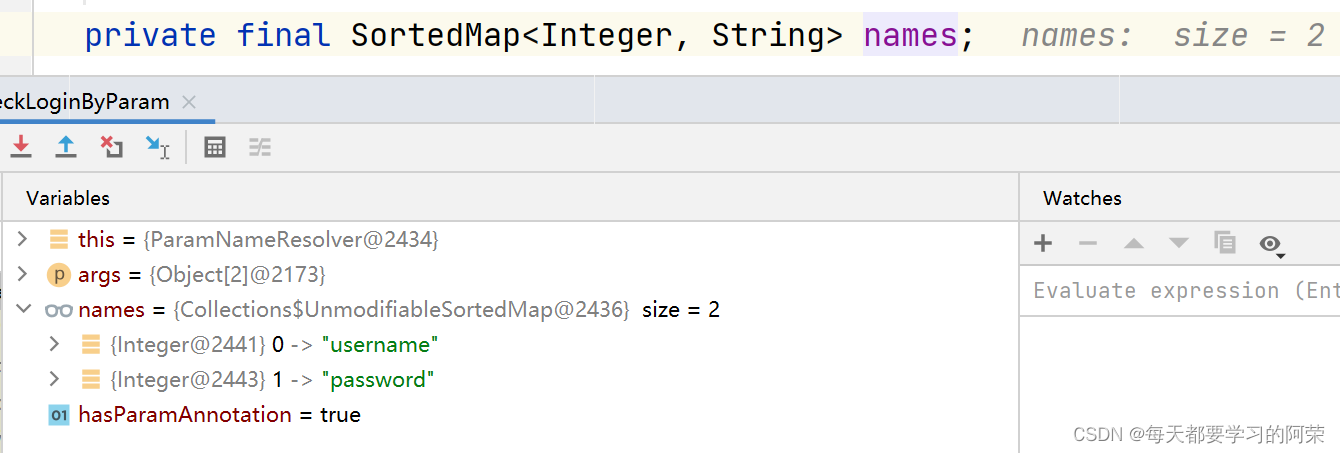 private final SortedMap<Integer, String> names; names: size = 2
eckLoginByParam
Variables
Watches
this = {ParamNameResolver@2434}
p args = {Object[2]@2173}
names = {Collections$UnmodifiableSortedMap@2436} size = 2
Evaluate expression (Ent
{Integer@2441} 0 -> "username"
{Integer@2443} 1 -> "password"
01 hasParamAnnotation = true
CSDN @每天都要学习的阿荣